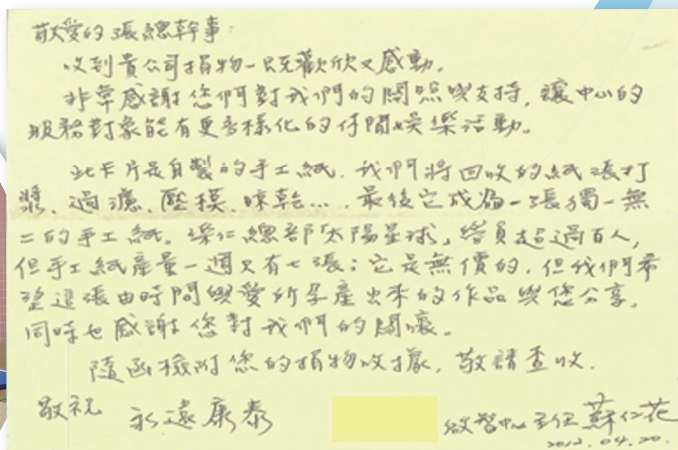 敬愛的張總幹事:
收到貴公司捐物一既歡欣又感動。
非常感謝您們對我們的關照與支持,讓中心的
服務對象能有更多樣化的休閒娛樂活動。
此卡片是自製的手工紙,我們將回收的紙張打
漿、過濾、壓模、晾乾…,最後它成為一張獨一無
二的手工紙。樂仁總部「太陽星球」,營員超過百人,
但手工紙產量一週只有七張;它是無價的,但我們希
望這張由時間與愛所孕產出來的作品與您分享。
同時也感謝您對我們的關懷。
隨函檢附您的捐物收據,敬請查收.
敬祝 永遠康泰
啟智中心主任 蘇仁花
2012.04.20.